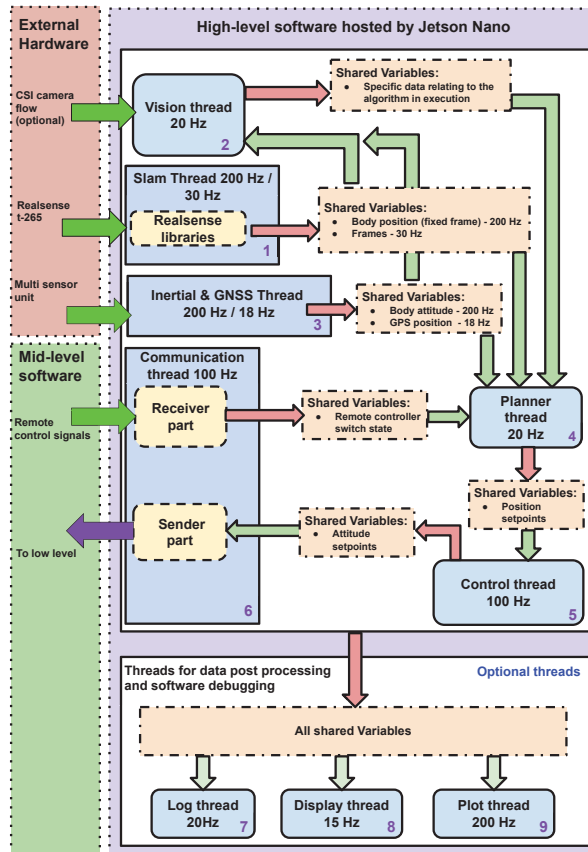 External
Hardware
High-level software hosted by Jetson Nano
CSI camera
flow
(optional)
Vision thread
20 Hz
2
Shared Variables:
• Specific data relating to the
algorithm in execution
Slam Thread 200 Hz /
30 Hz
Realsense
t-265
Realsense
libraries
1
Shared Variables:
• Body position (fixed frame) - 200 Hz
• Frames - 30 Hz
Multi sensor
unit
Inertial & GNSS Thread
200 Hz / 18 Hz
3
Shared Variables:
• Body attitude - 200 Hz
• GPS position - 18 Hz
Mid-level
software
Communication
thread 100 Hz
Remote
control signals
Receiver
part
Shared Variables:
• Remote controller
switch state
Planner
thread
20 Hz
4
Shared Variables:
• Position
setpoints
To low level
Sender
part
6
Shared Variables:
• Attitude
setpoints
Control thread
100 Hz
5
Threads for data post processing
and software debugging
Optional threads
All shared Variables
Log thread
20Hz
7
Display thread
15 Hz
8
Plot thread
200 Hz
9